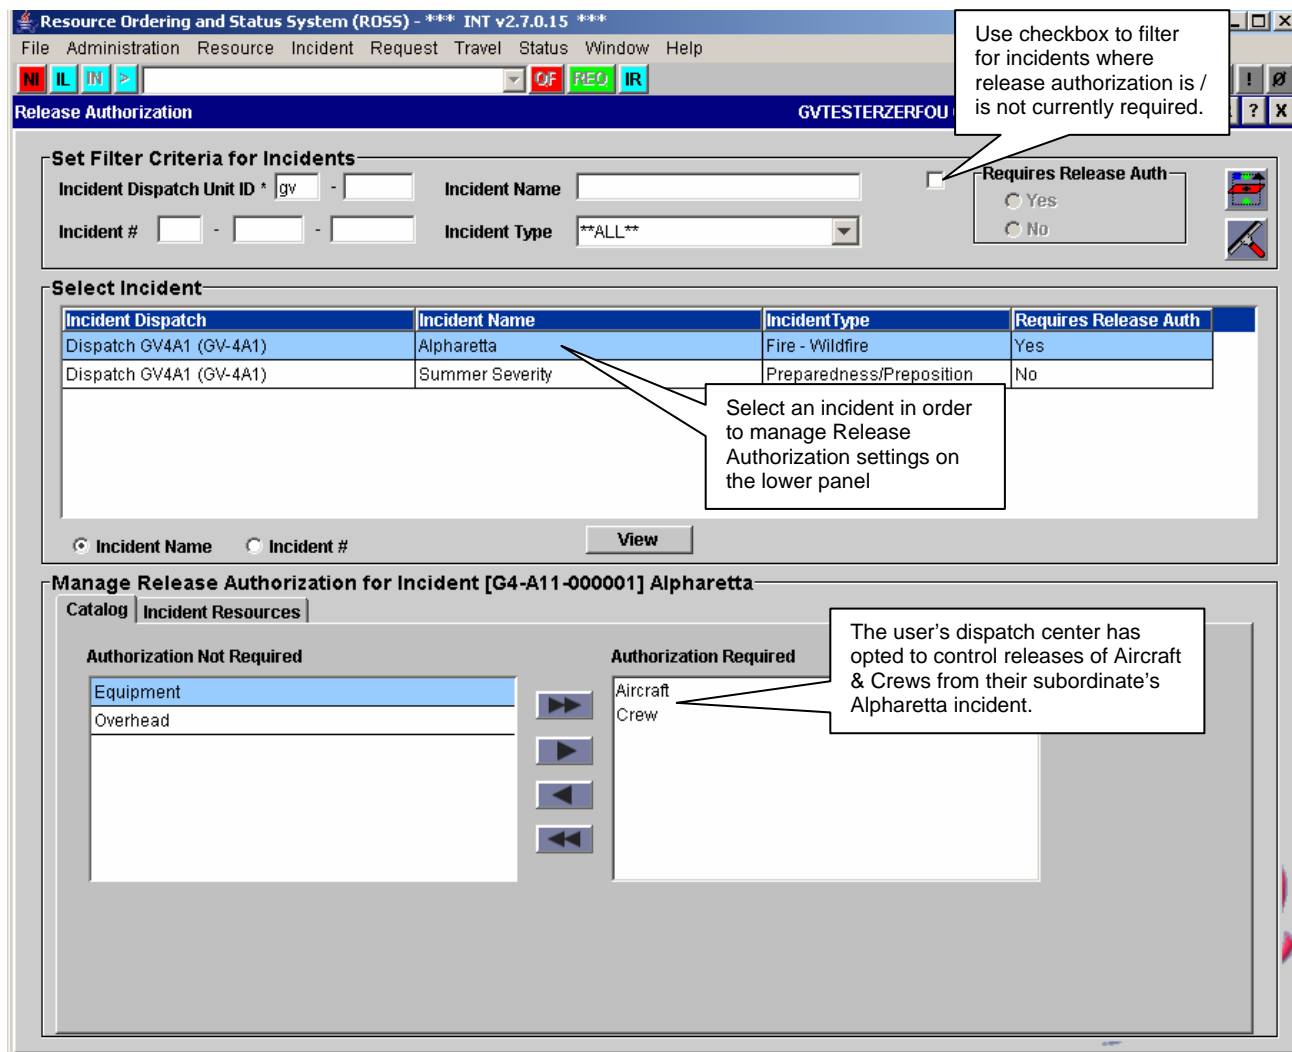 Resource Ordering and Status System (ROSS) - *** INT v2.7.0.15 ***
File Administration Resource Incident Request Travel Status Window Help
NI IL IN > QF REQ IR ! Ø
Release Authorization GVTESTERZERFOU ? X
Use checkbox to filter
for incidents where
release authorization is /
is not currently required.
Set Filter Criteria for Incidents
Incident Dispatch Unit ID * gv - Incident Name Requires Release Auth
Yes
Incident # - - Incident Type **ALL** No
Select Incident
Incident Dispatch Incident Name IncidentType Requires Release Auth
Dispatch GV4A1 (GV-4A1) Alpharetta Fire - Wildfire Yes
Dispatch GV4A1 (GV-4A1) Summer Severity Preparedness/Preposition No
Select an incident in order
to manage Release
Authorization settings on
the lower panel
Incident Name Incident # View
Manage Release Authorization for Incident [G4-A11-000001] Alpharetta
Catalog Incident Resources
The user's dispatch center has
opted to control releases of Aircraft
& Crews from their subordinate's
Alpharetta incident.
Authorization Not Required Authorization Required
Equipment Aircraft
Overhead Crew